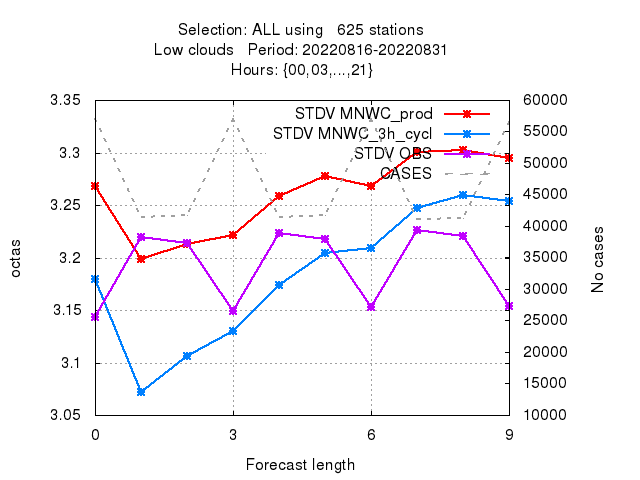 Selection: ALL using   625 stations
Low clouds   Period: 20220816-20220831
Hours: {00,03,...,21}
3.35
3.3
3.25
3.2
3.15
3.1
3.05
octas
STDV MNWC_prod
STDV MNWC_3h_cycl
STDV OBS
CASES
60000
55000
50000
45000
40000
35000
30000
25000
20000
15000
10000
No cases
0 3 6 9
Forecast length